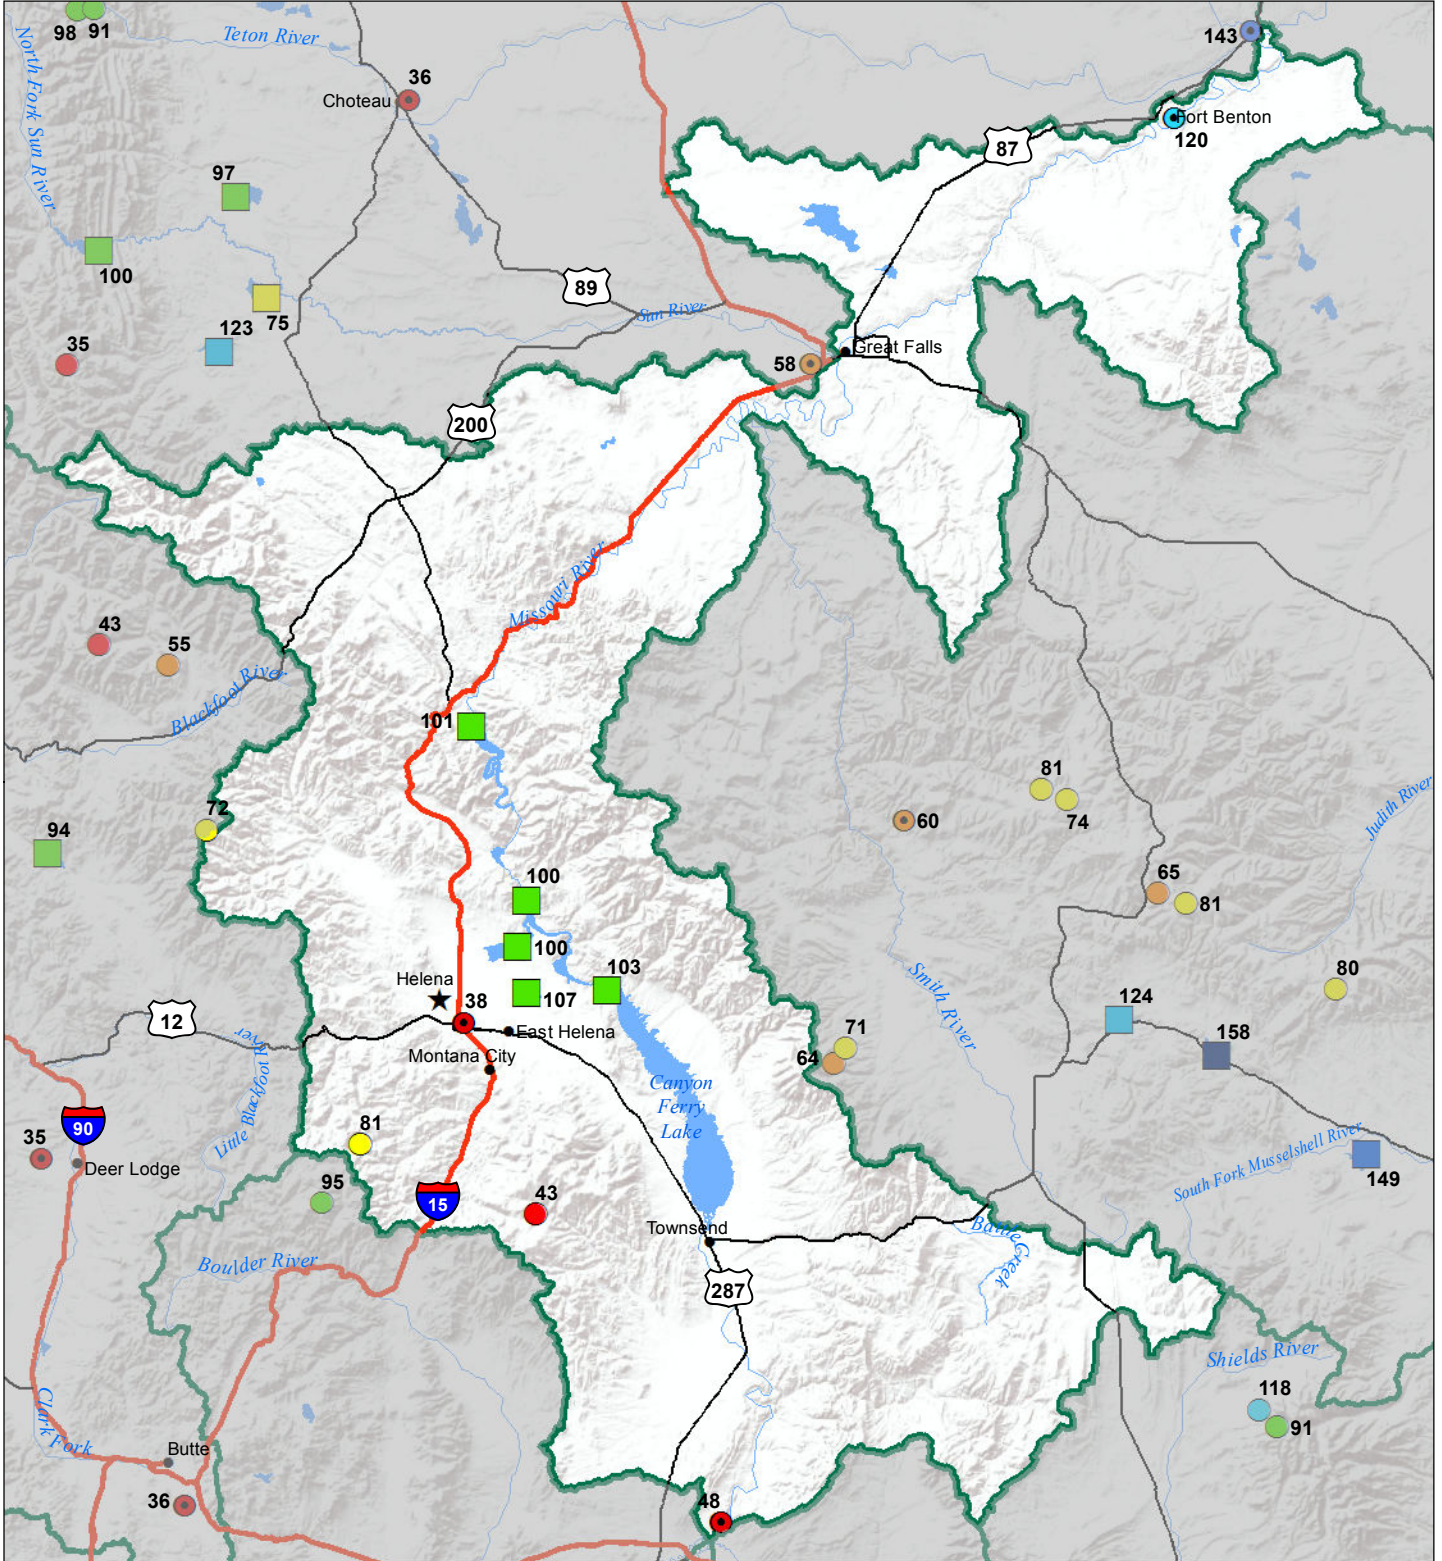 98
91
Teton River
North Fork Sun River
36
Choteau
143
Fort Benton
120
87
97
100
89
75
123
35
Sun River
58
Great Falls
200
Missouri River
43
55
Blackfoot River
101
72
94
81
74
60
Judith River
65
81
100
100
103
107
Helena
38
East Helena
Montana City
12
Little Blackfoot River
Smith River
80
124
158
71
64
Canyon
Ferry
Lake
90
35
Deer Lodge
81
95
15
43
South Fork Musselshell River
149
Townsend
Battle Creek
Boulder River
287
Shields River
118
91
Clark Fork
Butte
36
48